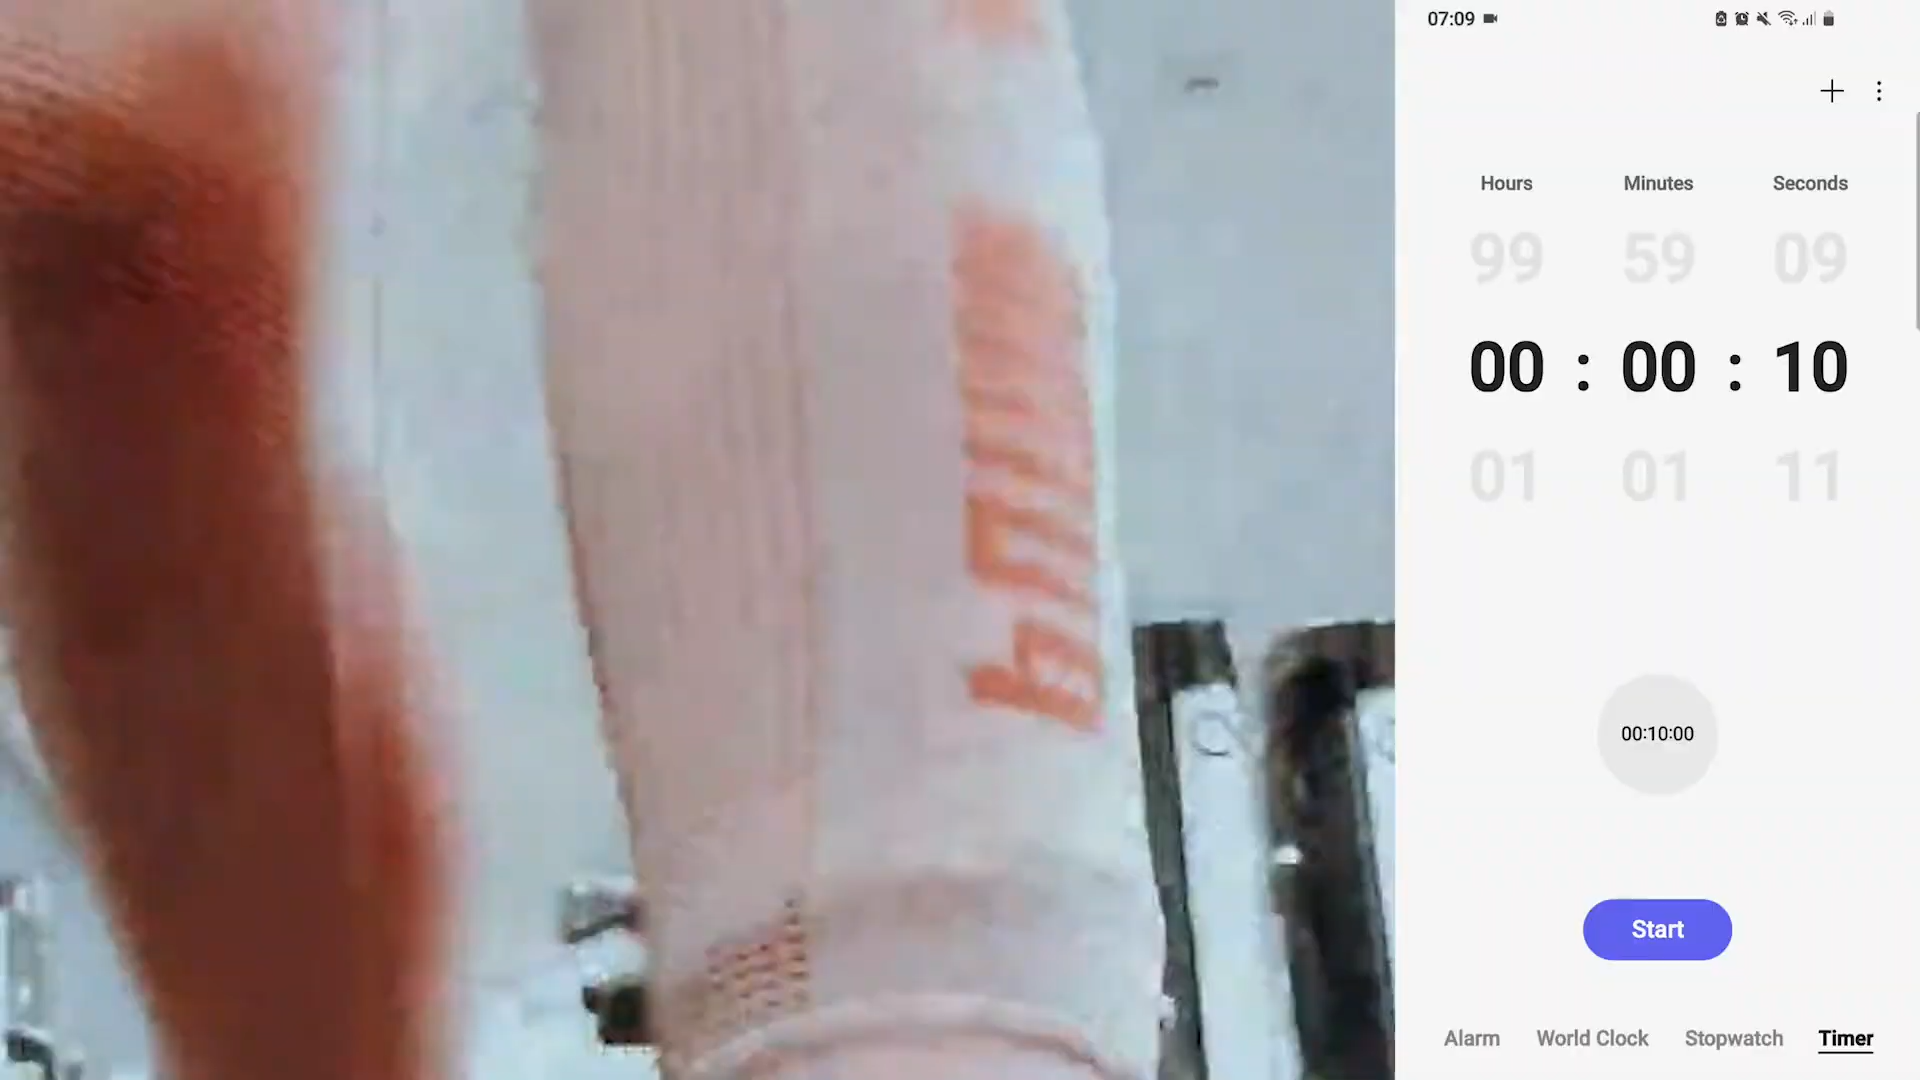 07:09
Hours Minutes Seconds
99 59 09
00 : 00 : 10
01 01 11
00:10:00
Start
Alarm World Clock Stopwatch Timer